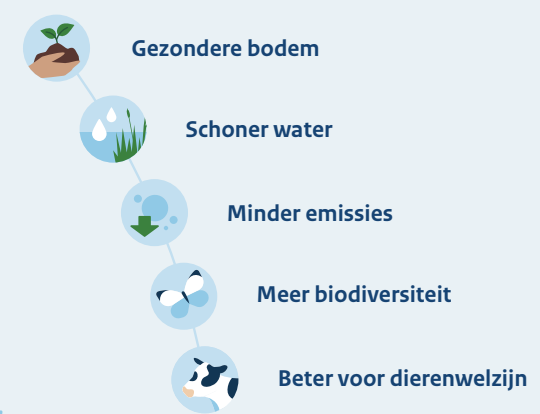 Gezondere bodem
Schoner water
Minder emissies
Meer biodiversiteit
Beter voor dierenwelzijn